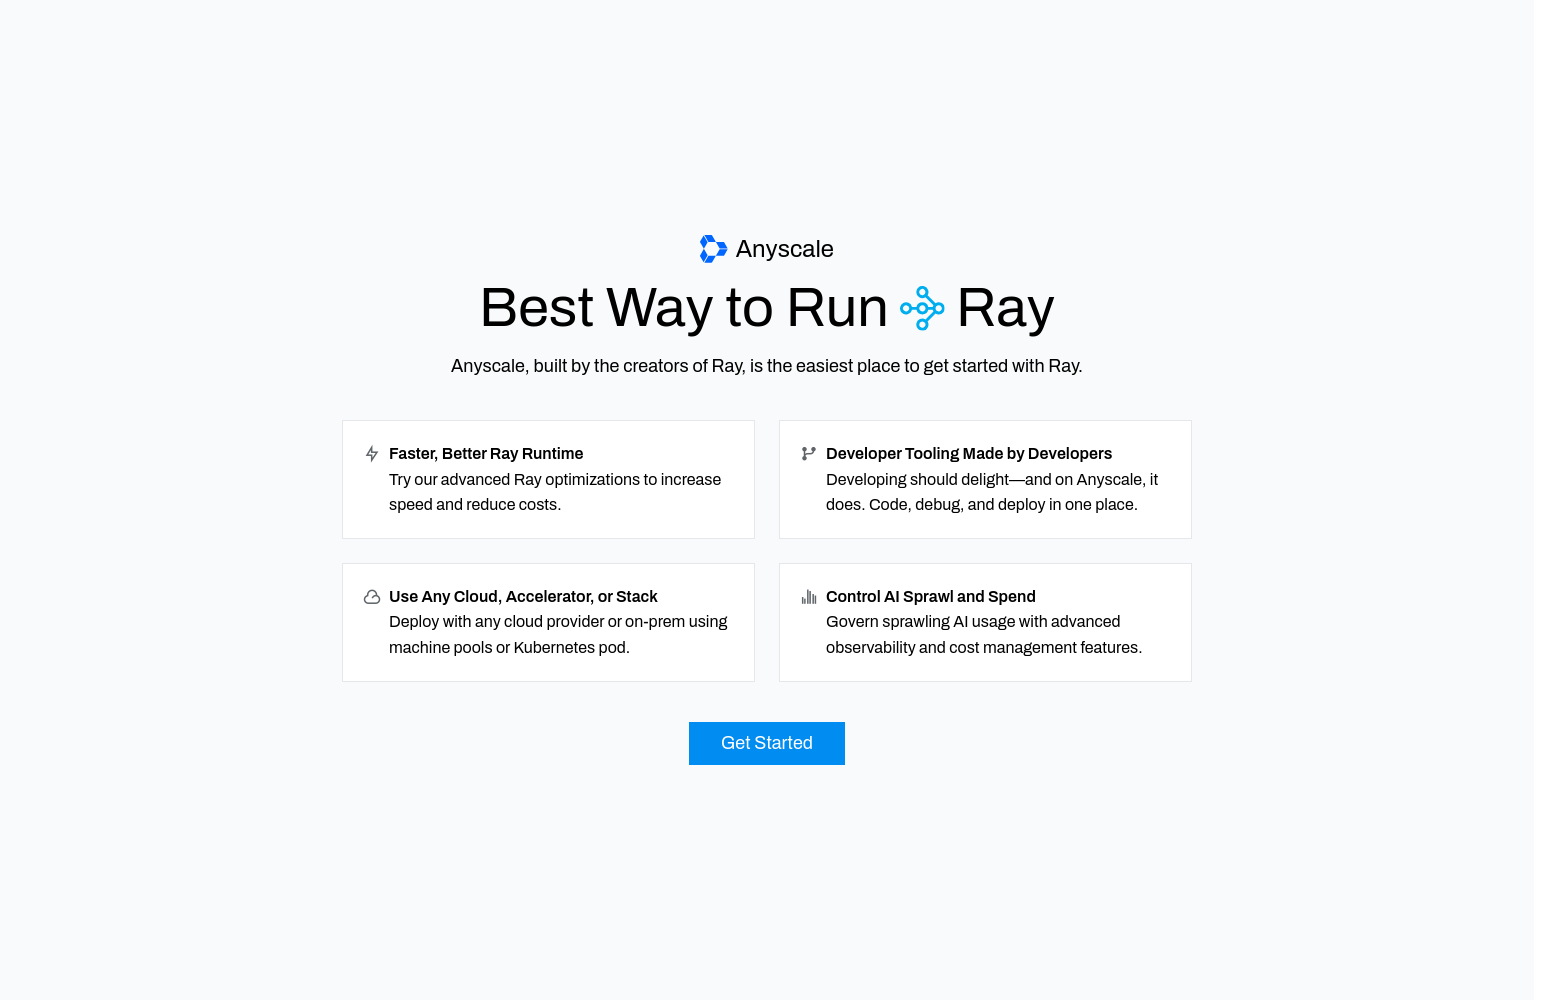 Anyscale
Best Way to Run Ray
Anyscale, built by the creators of Ray, is the easiest place to get started with Ray.
Faster, Better Ray Runtime
Try our advanced Ray optimizations to increase
speed and reduce costs.
Developer Tooling Made by Developers
Developing should delight—and on Anyscale, it
does. Code, debug, and deploy in one place.
Use Any Cloud, Accelerator, or Stack
Deploy with any cloud provider or on-prem using
machine pools or Kubernetes pod.
Control AI Sprawl and Spend
Govern sprawling AI usage with advanced
observability and cost management features.
Get Started